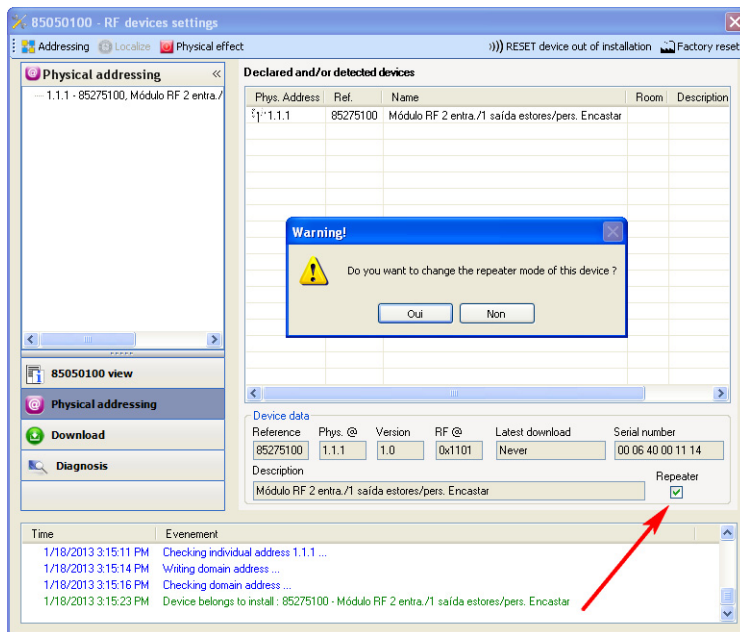 85050100 - RF devices settings
Addressing Localize Physical effect RESET device out of installation Factory reset
Physical addressing
1.1.1 - 85275100, Módulo RF 2 entra./
Declared and/or detected devices
Phys. Address Ref. Name Room Description
1.1.1 85275100 Módulo RF 2 entra./1 saída estores/pers. Encastar
Warning!
Do you want to change the repeater mode of this device ?
Oui Non
85050100 view
Physical addressing
Download
Diagnosis
Device data
Reference Phys. @ Version RF @ Latest download Serial number
85275100 1.1.1 1.0 0x1101 Never 00 06 40 00 11 14
Description
Repeater
Módulo RF 2 entra./1 saída estores/pers. Encastar
Time Evenement
1/18/2013 3:15:11 PM Checking individual address 1.1.1 ...
1/18/2013 3:15:14 PM Writing domain address ...
1/18/2013 3:15:16 PM Checking domain address ...
1/18/2013 3:15:23 PM Device belongs to install : 85275100 - Módulo RF 2 entra./1 saída estores/pers. Encastar